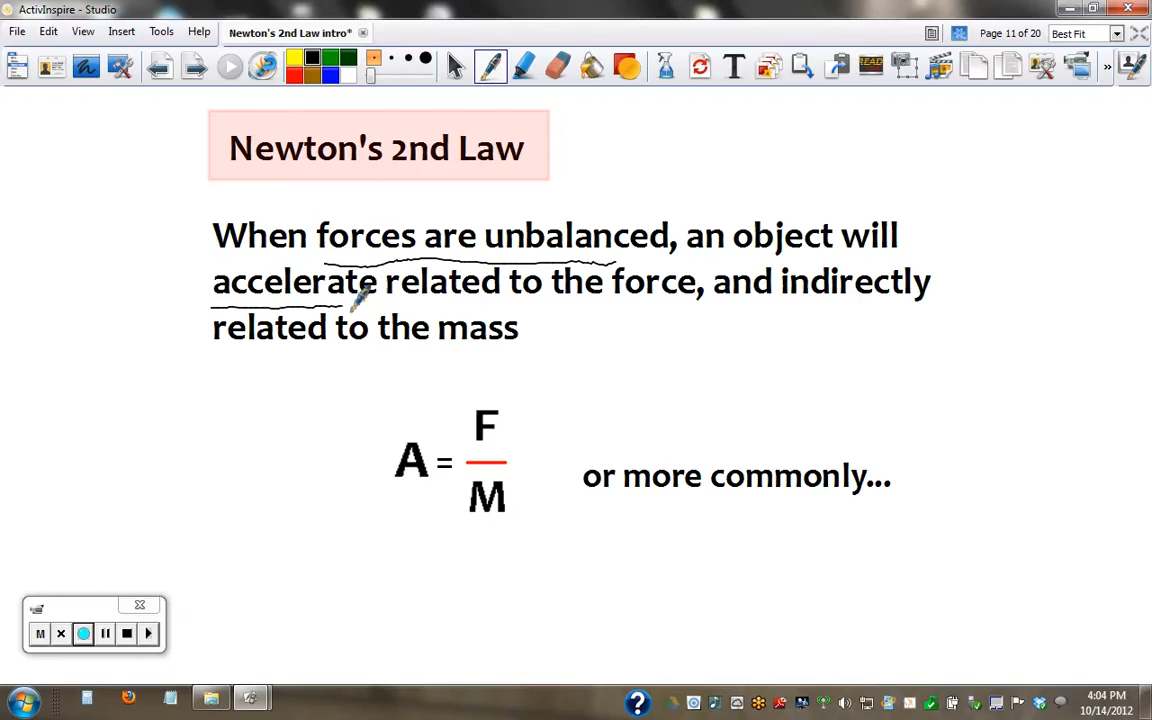 ActivInspire - Studio
File Edit View Insert Tools Help Newton's 2nd Law intro* Page 11 of 20 Best Fit
T READ »
Newton's 2nd Law
When forces are unbalanced, an object will
accelerate related to the force, and indirectly
related to the mass
F
A =
M
or more commonly...
M
4:04 PM
10/14/2012